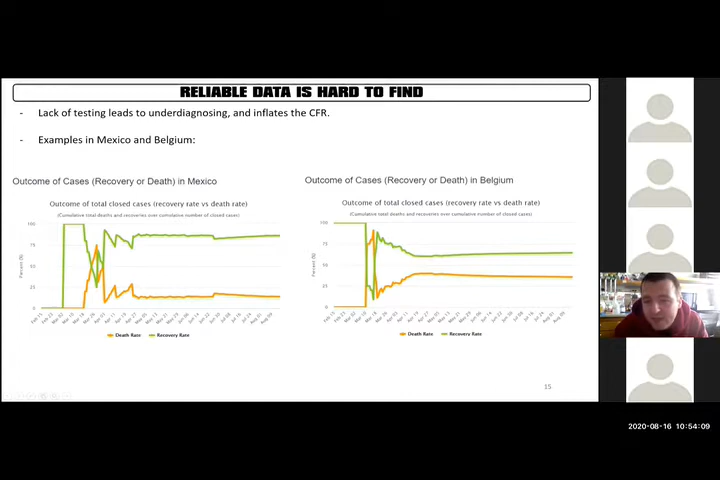 RELIABLE DATA IS HARD TO FIND
- Lack of testing leads to underdiagnosing, and inflates the CFR.
- Examples in Mexico and Belgium:
Outcome of Cases (Recovery or Death) in Mexico
Outcome of total closed cases (recovery rate vs death rate)
(Cumulative total deaths and recoveries over cumulative number of closed cases)
Percent (%)
100
75
50
25
0
Death Rate Recovery Rate
Outcome of Cases (Recovery or Death) in Belgium
Outcome of total closed cases (recovery rate vs death rate)
(Cumulative total deaths and recoveries over cumulative number of closed cases)
Percent (%)
100
75
50
25
0
Death Rate Recovery Rate
15
2020-08-16 10:54:09